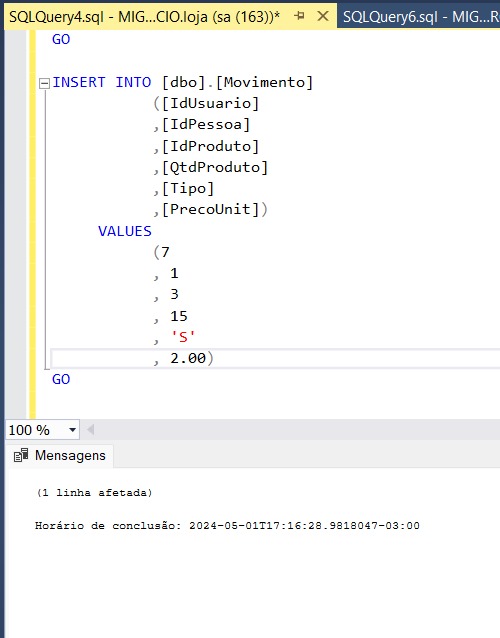 SQLQuery4.sql - MIG...CIO.loja (sa (163))* SQLQuery6.sql - MIG...R
GO
INSERT INTO [dbo].[Movimento]
([IdUsuario]
,[IdPessoa]
,[IdProduto]
,[QtdProduto]
,[Tipo]
,[PrecoUnit])
VALUES
(7
, 1
, 3
, 15
, 'S'
, 2.00)
GO
100 %
Mensagens
(1 linha afetada)
Horário de conclusão: 2024-05-01T17:16:28.9818047-03:00